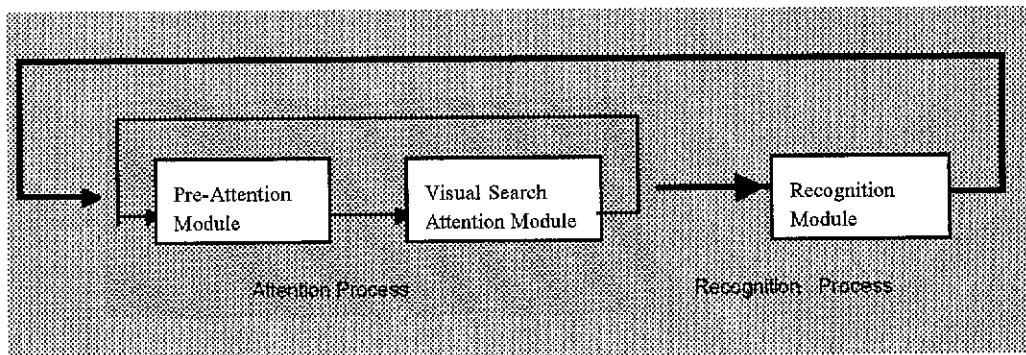 Pre-Attention
Module
Visual Search
Attention Module
Recognition
Module
Attention Process
Recognition Process